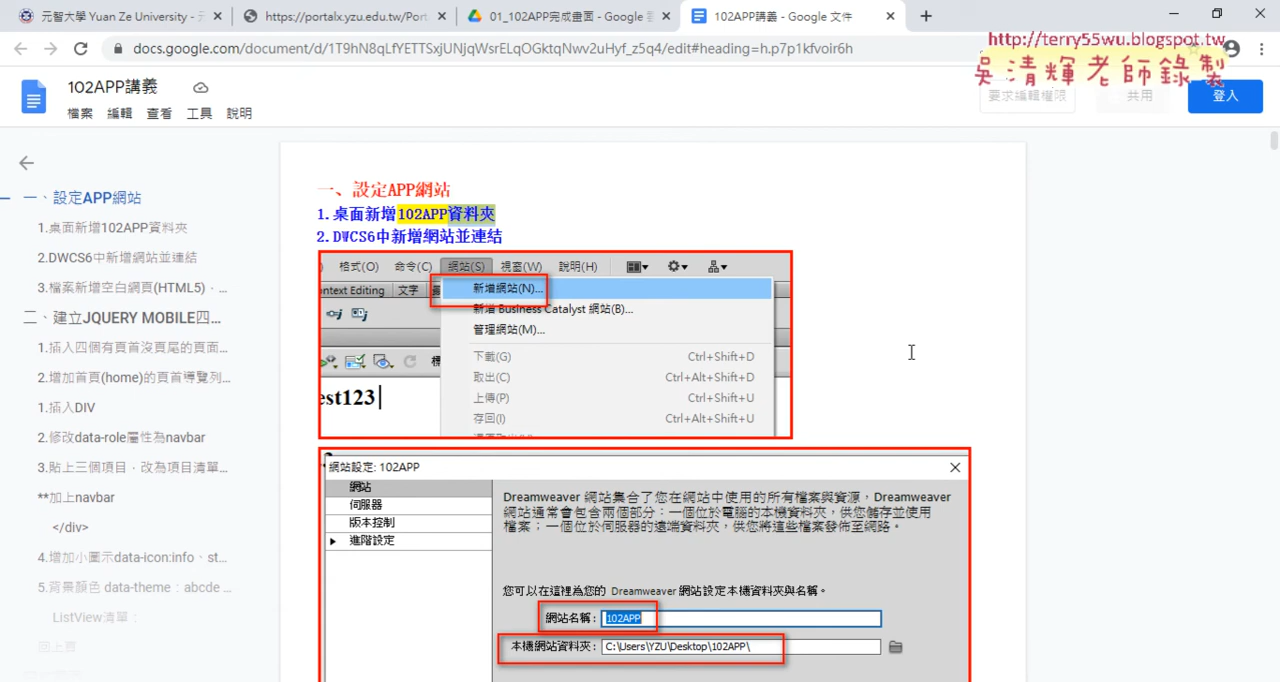 元智大學 Yuan Ze University - 元
https://portalx.yzu.edu.tw/Port
01_102APP完成畫面 - Google 雲
102APP講義 - Google 文件
docs.google.com/document/d/1T9hN8qLfYETTSxjUNjqWsrELqOGktqNwv2uHyf_z5q4/edit#heading=h.p7p1kfvoir6h
http://terry55wu.blogspot.tw
吳清輝老師錄製
102APP講義
檔案 編輯 查看 工具 說明
要求編輯權限 共用 登入
一、設定APP網站
1.桌面新增102APP資料夾
2.DWCS6中新增網站並連結
3.檔案新增空白網頁(HTML5)、...
二、建立JQUERY MOBILE四...
1.插入四個有頁首沒頁尾的頁面...
2.增加首頁(home)的頁首導覽列...
1.插入DIV
2.修改data-role屬性為navbar
3.貼上三個項目，改為項目清單...
**加上navbar
</div>
4.增加小圖示data-icon:info、st...
5.背景顏色 data-theme：abcde ...
ListView清單：
回上頁
一、設定APP網站
1.桌面新增102APP資料夾
2.DWCS6中新增網站並連結
格式(O) 命令(C) 網站(S) 視窗(W) 說明(H)
ntext Editing 文字
新增網站(N)...
新增 Business Catalyst 網站(B)...
管理網站(M)...
下載(G) Ctrl+Shift+D
取出(C) Ctrl+Alt+Shift+D
上傳(P) Ctrl+Shift+U
存回(I) Ctrl+Alt+Shift+U
est123
網站設定: 102APP
網站
伺服器
版本控制
進階設定
Dreamweaver 網站集合了您在網站中使用的所有檔案與資源，Dreamweaver
網站通常會包含兩個部分：一個位於電腦的本機資料夾，供您儲存並使用
檔案；一個位於伺服器的遠端資料夾，供您將這些檔案發佈至網路。
您可以在這裡為您的 Dreamweaver 網站設定本機資料夾與名稱。
網站名稱: 102APP
本機網站資料夾: C:\Users\YZU\Desktop\102APP\